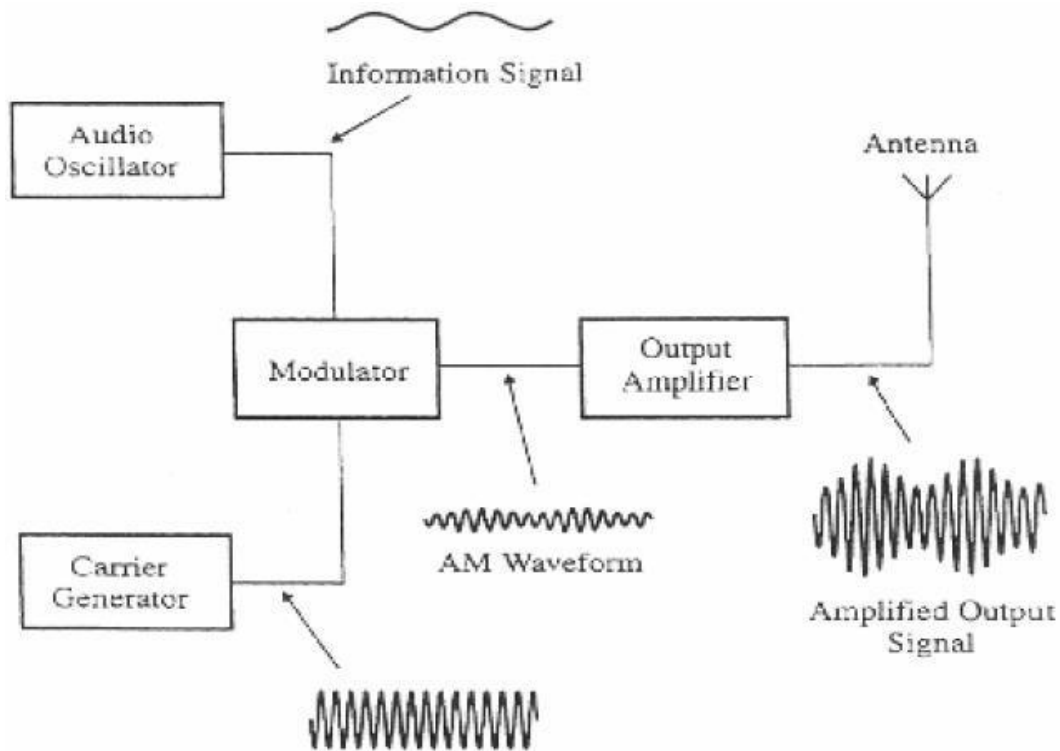 Information Signal
Audio
Oscillator
Antenna
Modulator
Output
Amplifier
AM Waveform
Carrier
Generator
Amplified Output
Signal